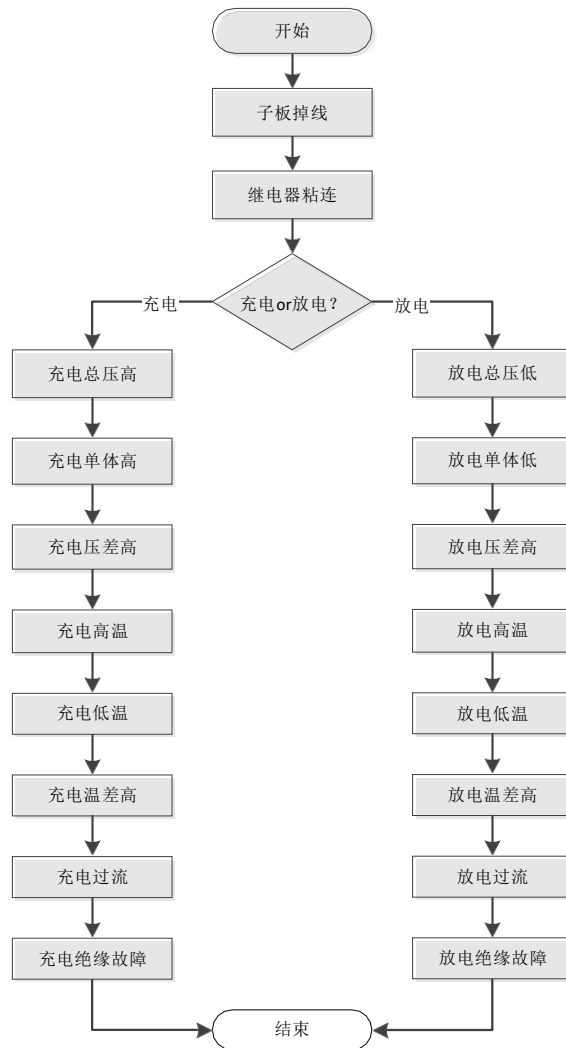 开始
子板掉线
继电器粘连
充电or放电？
充电
放电
充电总压高
充电单体高
充电压差高
充电高温
充电低温
充电温差高
充电过流
充电绝缘故障
放电总压低
放电单体低
放电压差高
放电高温
放电低温
放电温差高
放电过流
放电绝缘故障
结束